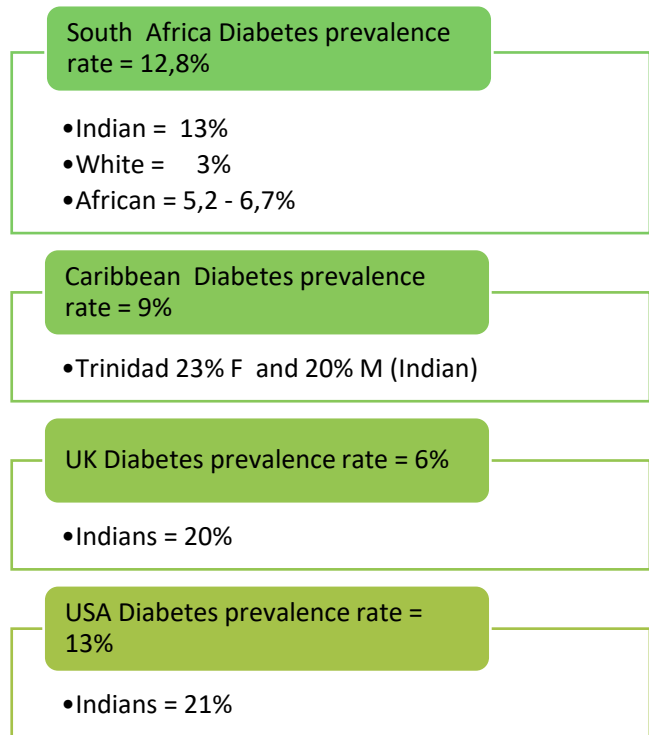 South  Africa Diabetes prevalence
rate = 12,8%
•Indian =  13%
•White =    3%
•African = 5,2 - 6,7%
Caribbean  Diabetes prevalence
rate = 9%
•Trinidad 23% F  and 20% M (Indian)
UK Diabetes prevalence rate = 6%
•Indians = 20%
USA Diabetes prevalence rate =
13%
•Indians = 21%